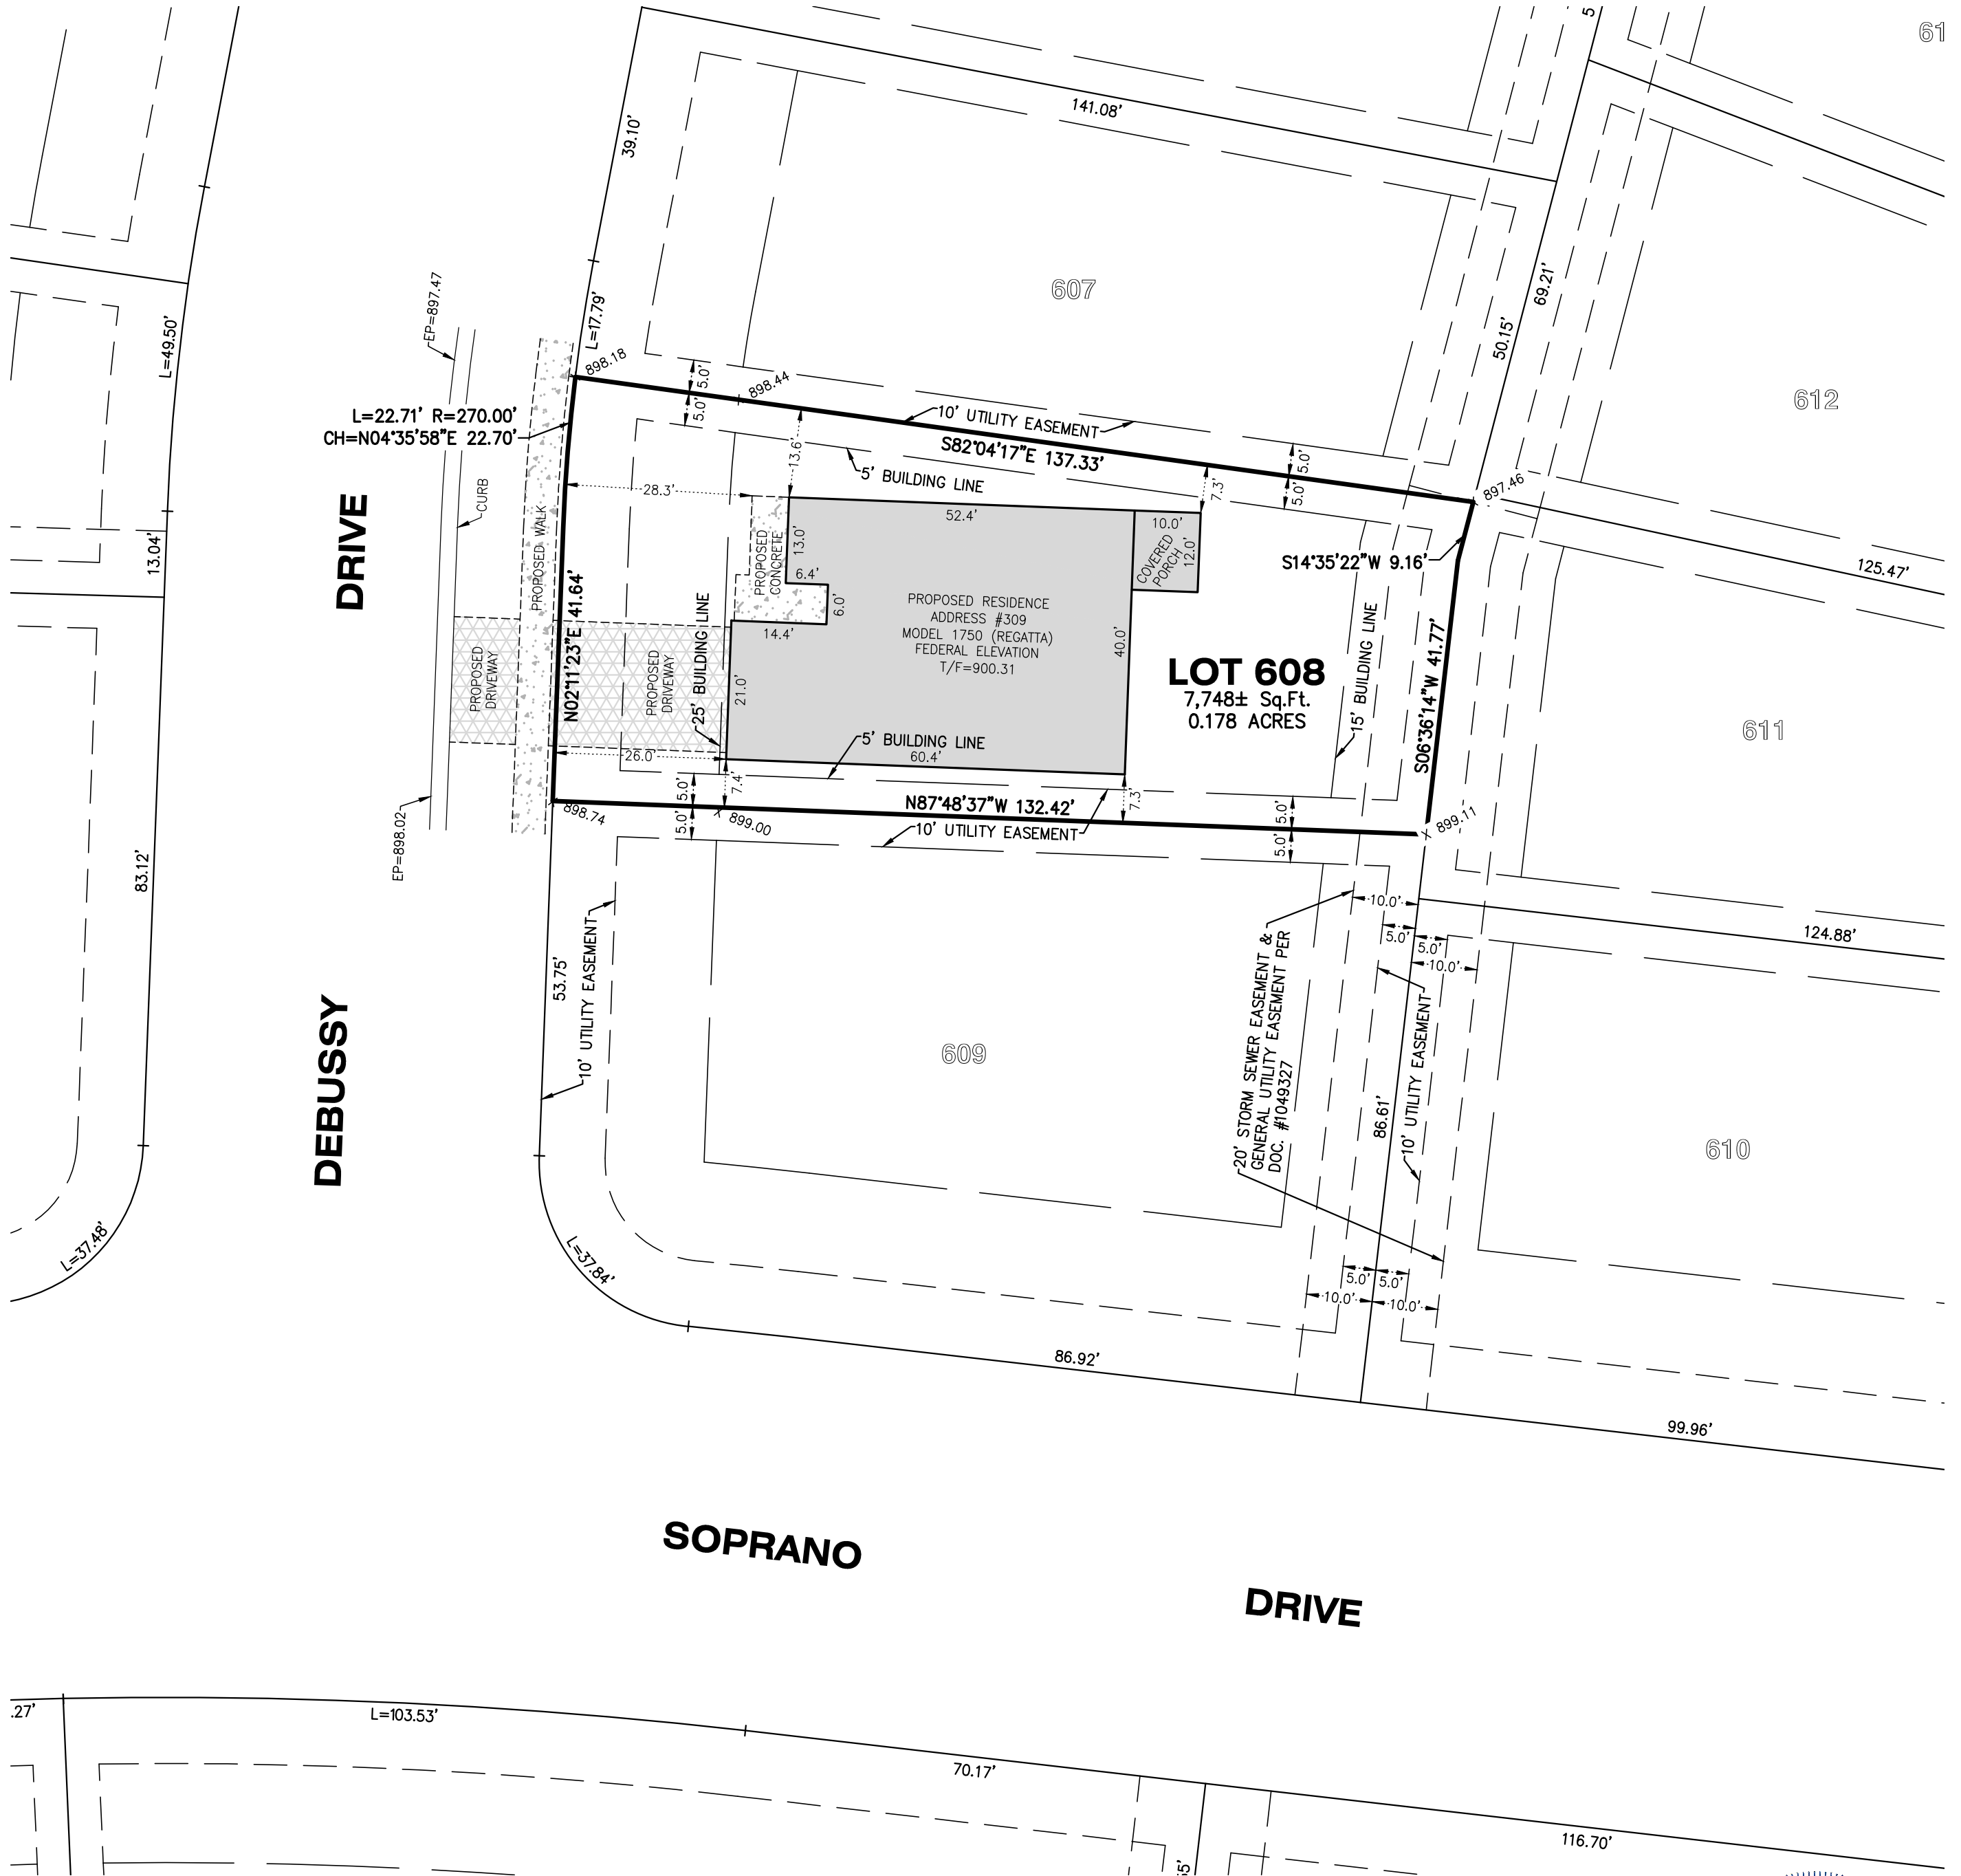 61
5
141.08'
39.10'
607
69.21'
50.15'
612
L=49.50'
EP=897.47
L=17.79'
898.18
5.0'
5.0'
898.44
10' UTILITY EASEMENT
S82°04'17"E 137.33'
5' BUILDING LINE
L=22.71' R=270.00'
CH=N04°35'58"E 22.70'
CURB
DRIVE
PROPOSED WALK
28.3'
13.6'
52.4'
7.3'
5.0'
5.0'
897.46
10.0'
12.0'
COVERED
PORCH
S14°35'22"W 9.16'
125.47'
13.04'
PROPOSED
CONCRETE
13.0'
6.4'
6.0'
14.4'
PROPOSED RESIDENCE
ADDRESS #309
MODEL 1750 (REGATTA)
FEDERAL ELEVATION
T/F=900.31
40.0'
LOT 608
7,748± Sq.Ft.
0.178 ACRES
15' BUILDING LINE
S06°36'14"W 41.77'
611
N02°11'23"E 41.64'
PROPOSED
DRIVEWAY
PROPOSED
DRIVEWAY
25' BUILDING LINE
21.0'
5' BUILDING LINE
60.4'
26.0'
7.4'
7.3'
5.0'
5.0'
N87°48'37"W 132.42'
10' UTILITY EASEMENT
5.0'
5.0'
898.74
899.00
899.11
EP=898.02
83.12'
53.75'
10' UTILITY EASEMENT
609
20' STORM SEWER EASEMENT &
GENERAL UTILITY EASEMENT PER
DOC. #1049327
10.0'
5.0'
5.0'
10.0'
124.88'
10' UTILITY EASEMENT
86.61'
610
DEBUSSY
L=37.48'
L=37.84'
5.0'
5.0'
10.0'
10.0'
86.92'
99.96'
SOPRANO
DRIVE
.27'
L=103.53'
70.17'
116.70'
5'